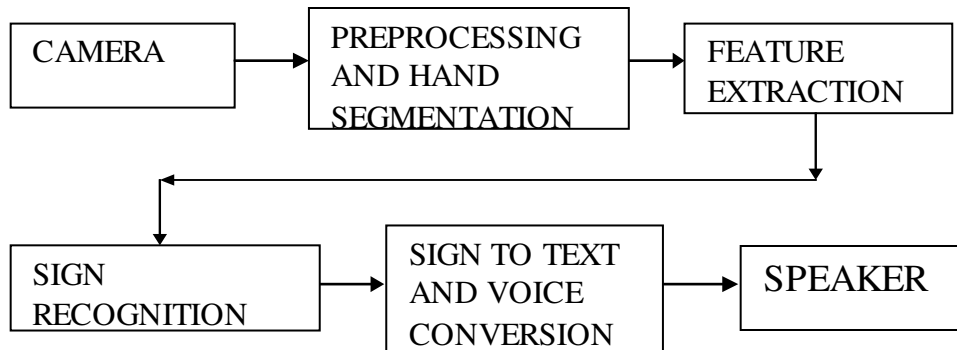 CAMERA
PREPROCESSING
AND HAND
SEGMENTATION
FEATURE
EXTRACTION
SIGN
RECOGNITION
SIGN TO TEXT
AND VOICE
CONVERSION
SPEAKER